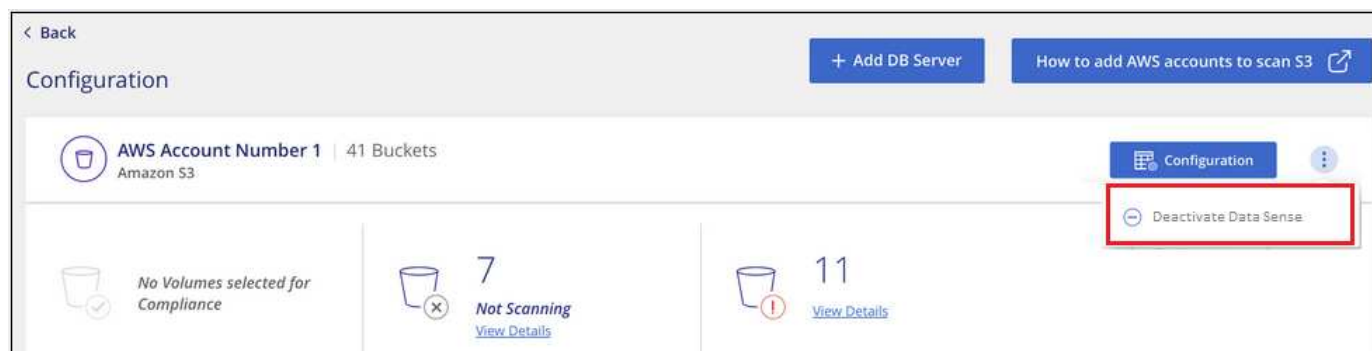 < Back
+ Add DB Server
How to add AWS accounts to scan S3
Configuration
AWS Account Number 1 | 41 Buckets
Amazon S3
Configuration
Deactivate Data Sense
No Volumes selected for
Compliance
7
Not Scanning
View Details
11
View Details